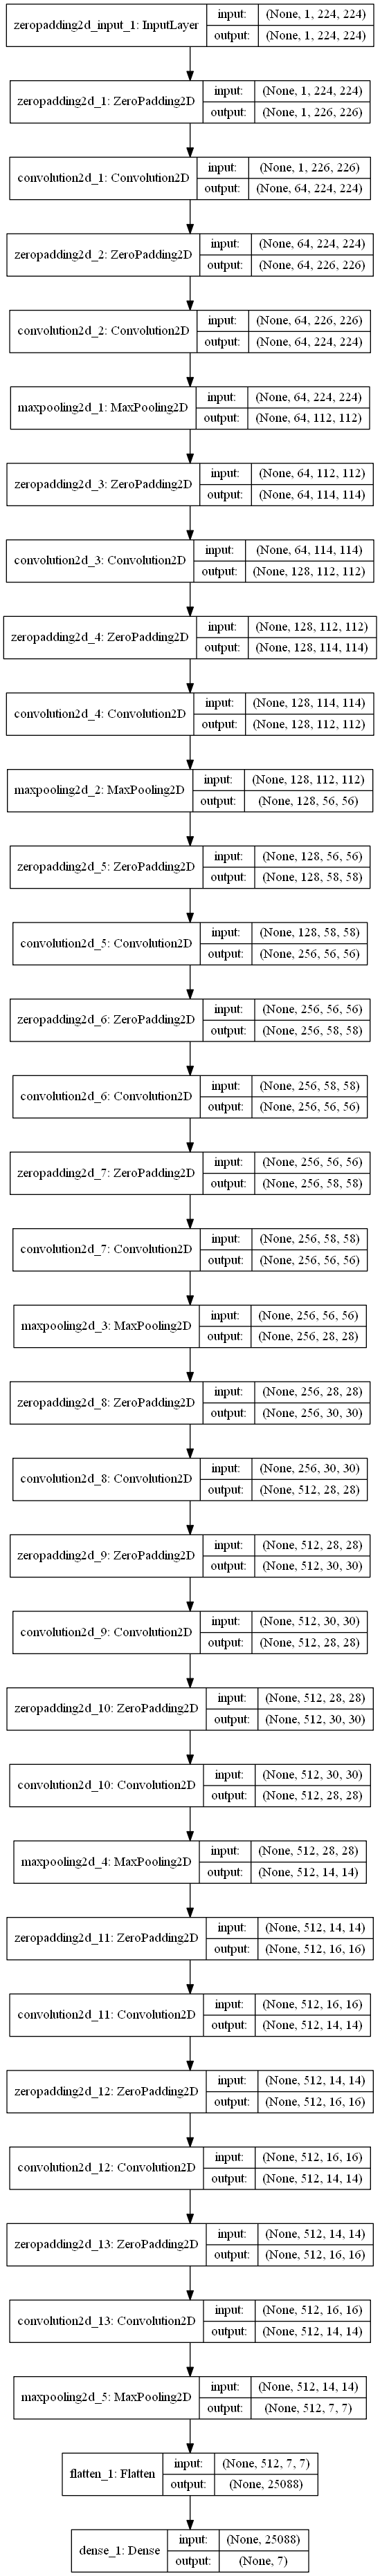 zeropadding2d_input_1: InputLayer
input: (None, 1, 224, 224)
output: (None, 1, 224, 224)
zeropadding2d_1: ZeroPadding2D
input: (None, 1, 224, 224)
output: (None, 1, 226, 226)
convolution2d_1: Convolution2D
input: (None, 1, 226, 226)
output: (None, 64, 224, 224)
zeropadding2d_2: ZeroPadding2D
input: (None, 64, 224, 224)
output: (None, 64, 226, 226)
convolution2d_2: Convolution2D
input: (None, 64, 226, 226)
output: (None, 64, 224, 224)
maxpooling2d_1: MaxPooling2D
input: (None, 64, 224, 224)
output: (None, 64, 112, 112)
zeropadding2d_3: ZeroPadding2D
input: (None, 64, 112, 112)
output: (None, 64, 114, 114)
convolution2d_3: Convolution2D
input: (None, 64, 114, 114)
output: (None, 128, 112, 112)
zeropadding2d_4: ZeroPadding2D
input: (None, 128, 112, 112)
output: (None, 128, 114, 114)
convolution2d_4: Convolution2D
input: (None, 128, 114, 114)
output: (None, 128, 112, 112)
maxpooling2d_2: MaxPooling2D
input: (None, 128, 112, 112)
output: (None, 128, 56, 56)
zeropadding2d_5: ZeroPadding2D
input: (None, 128, 56, 56)
output: (None, 128, 58, 58)
convolution2d_5: Convolution2D
input: (None, 128, 58, 58)
output: (None, 256, 56, 56)
zeropadding2d_6: ZeroPadding2D
input: (None, 256, 56, 56)
output: (None, 256, 58, 58)
convolution2d_6: Convolution2D
input: (None, 256, 58, 58)
output: (None, 256, 56, 56)
zeropadding2d_7: ZeroPadding2D
input: (None, 256, 56, 56)
output: (None, 256, 58, 58)
convolution2d_7: Convolution2D
input: (None, 256, 58, 58)
output: (None, 256, 56, 56)
maxpooling2d_3: MaxPooling2D
input: (None, 256, 56, 56)
output: (None, 256, 28, 28)
zeropadding2d_8: ZeroPadding2D
input: (None, 256, 28, 28)
output: (None, 256, 30, 30)
convolution2d_8: Convolution2D
input: (None, 256, 30, 30)
output: (None, 512, 28, 28)
zeropadding2d_9: ZeroPadding2D
input: (None, 512, 28, 28)
output: (None, 512, 30, 30)
convolution2d_9: Convolution2D
input: (None, 512, 30, 30)
output: (None, 512, 28, 28)
zeropadding2d_10: ZeroPadding2D
input: (None, 512, 28, 28)
output: (None, 512, 30, 30)
convolution2d_10: Convolution2D
input: (None, 512, 30, 30)
output: (None, 512, 28, 28)
maxpooling2d_4: MaxPooling2D
input: (None, 512, 28, 28)
output: (None, 512, 14, 14)
zeropadding2d_11: ZeroPadding2D
input: (None, 512, 14, 14)
output: (None, 512, 16, 16)
convolution2d_11: Convolution2D
input: (None, 512, 16, 16)
output: (None, 512, 14, 14)
zeropadding2d_12: ZeroPadding2D
input: (None, 512, 14, 14)
output: (None, 512, 16, 16)
convolution2d_12: Convolution2D
input: (None, 512, 16, 16)
output: (None, 512, 14, 14)
zeropadding2d_13: ZeroPadding2D
input: (None, 512, 14, 14)
output: (None, 512, 16, 16)
convolution2d_13: Convolution2D
input: (None, 512, 16, 16)
output: (None, 512, 14, 14)
maxpooling2d_5: MaxPooling2D
input: (None, 512, 14, 14)
output: (None, 512, 7, 7)
flatten_1: Flatten
input: (None, 512, 7, 7)
output: (None, 25088)
dense_1: Dense
input: (None, 25088)
output: (None, 7)